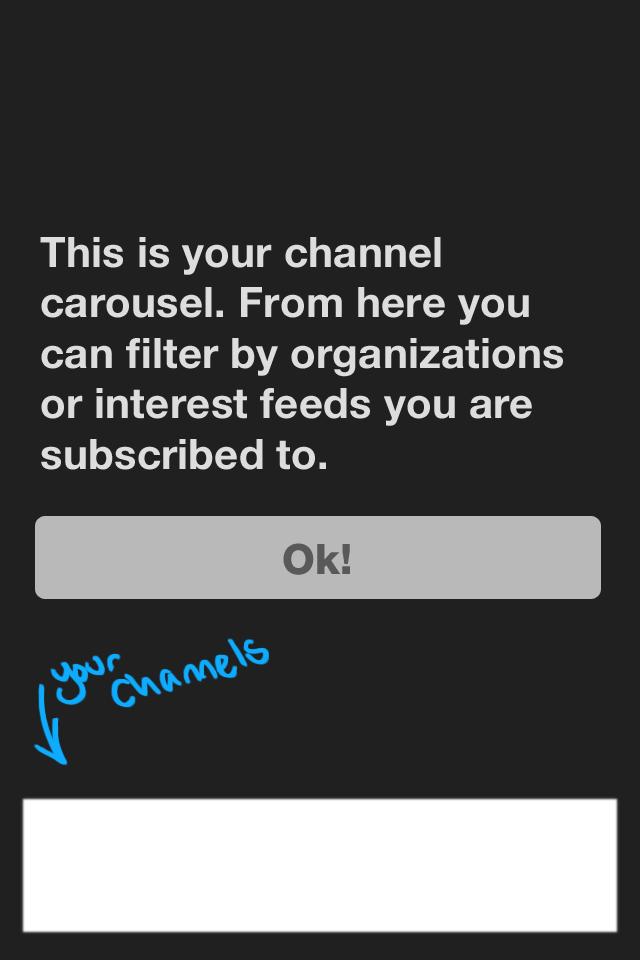 This is your channel
carousel. From here you
can filter by organizations
or interest feeds you are
subscribed to.
Ok!
your
channels